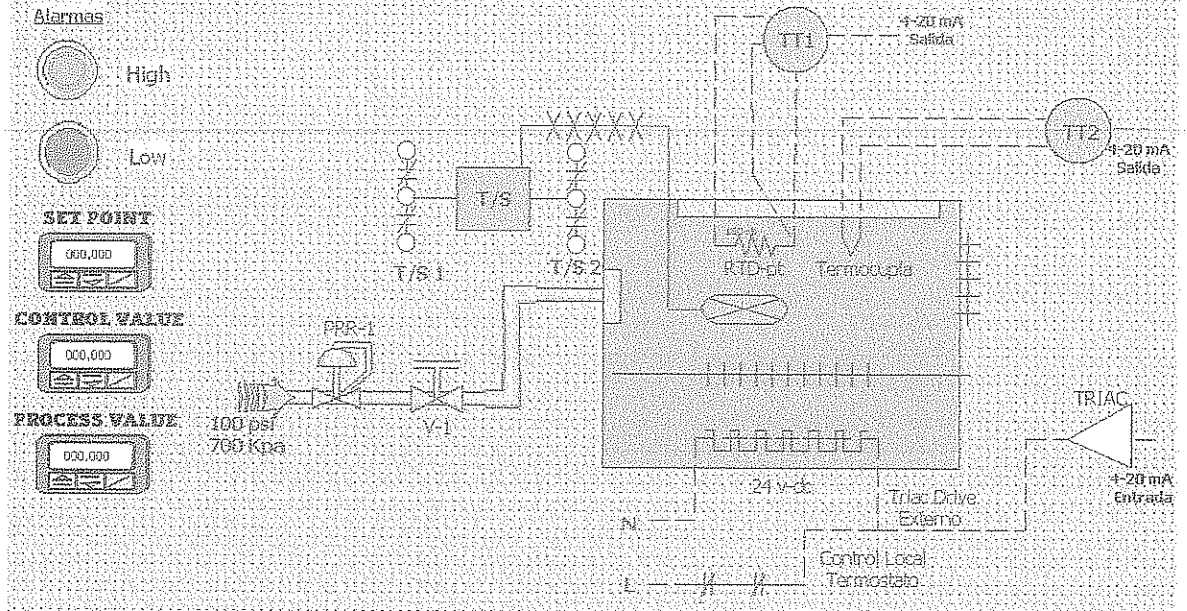 Alarmas
High
Low
SET POINT
000,000
CONTROL VALUE
000,000
PROCESS VALUE
000,000
TT1
4-20 mA
Salida
TT2
4-20 mA
Salida
T/S
T/S 1
T/S 2
RTD-pt
Termocupla
PRR-1
V-1
100 psi
700 Kpa
24 v-dc
N
L
Triac Drive
Externo
Control Local
Termostato
TRIAC
4-20 mA
Entrada